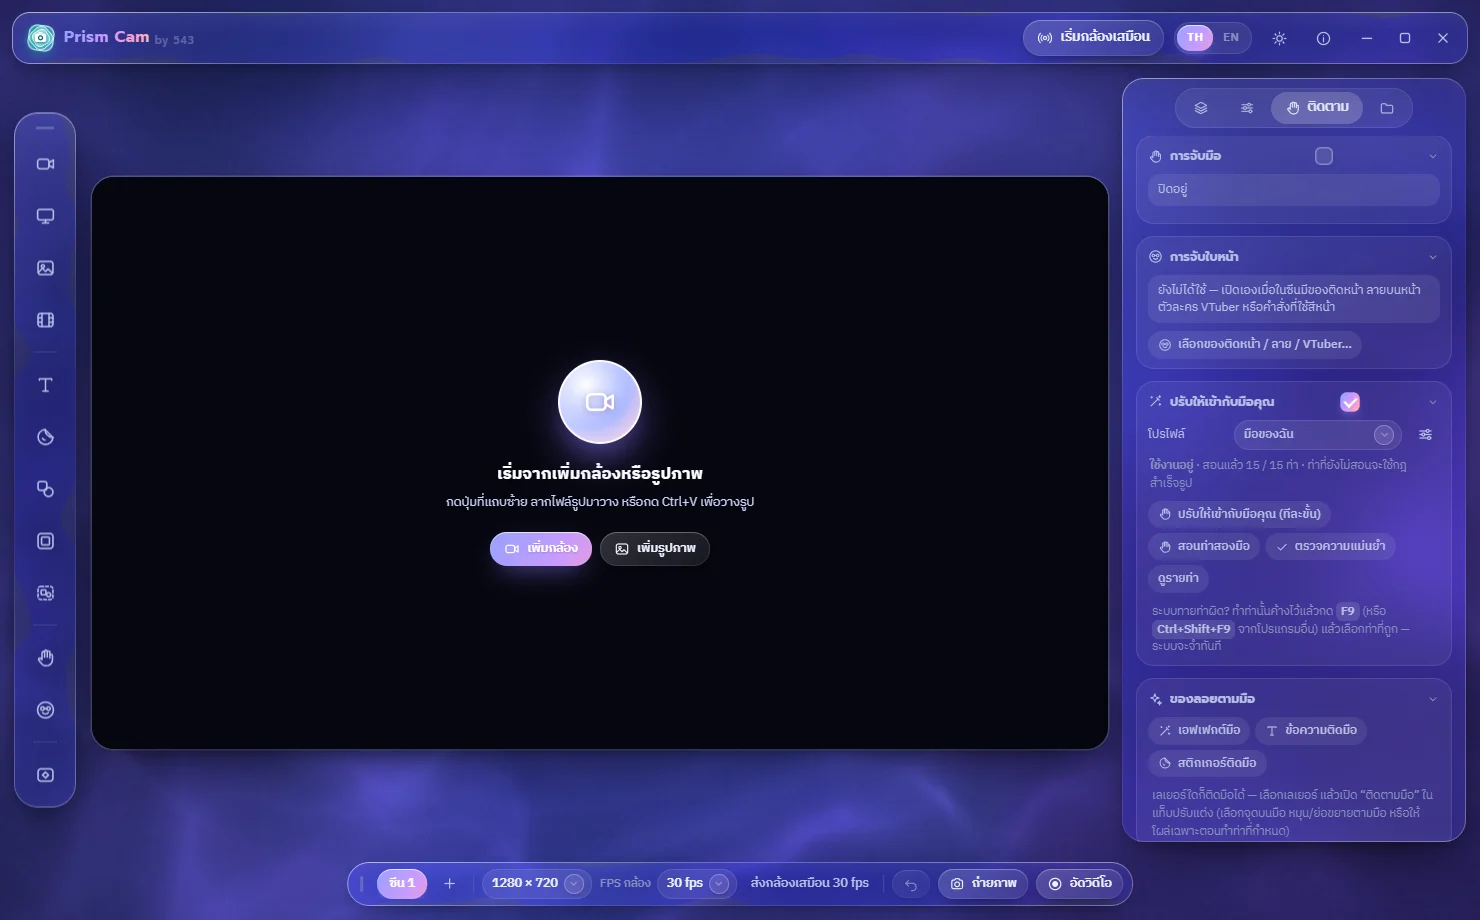 Prism Cam by 543
เริ่มกล้องเสมือน
TH EN
ติดตาม
การจับมือ
ปิดอยู่
การจับใบหน้า
ยังไม่ได้ใช้ — เปิดเองเมื่อในซีนมีของติดหน้า ลายบนหน้า
ตัวละคร VTuber หรือคำสั่งที่ใช้สีหน้า
เลือกของติดหน้า / ลาย / VTuber...
ปรับให้เข้ากับมือคุณ
โปรไฟล์ มือของฉัน
ใช้งานอยู่ · สอนแล้ว 15 / 15 ท่า · ท่าที่ยังไม่สอนจะใช้กฎ
สำเร็จรูป
ปรับให้เข้ากับมือคุณ (ทีละขั้น)
สอนท่าสองมือ ตรวจความแม่นยำ
ดูรายท่า
ระบบทายท่าผิด? ทำท่านั้นค้างไว้แล้วกด F9 (หรือ
Ctrl+Shift+F9 จากโปรแกรมอื่น) แล้วเลือกท่าที่ถูก —
ระบบจะจำทันที
ของลอยตามมือ
เอฟเฟกต์มือ ข้อความติดมือ
สติกเกอร์ติดมือ
เลเยอร์ใดก็ติดมือได้ — เลือกเลเยอร์ แล้วเปิด “ติดตามมือ” ใน
แท็บปรับแต่ง (เลือกจุดบนมือ หมุน/ย่อขยายตามมือ หรือให้
โผล่เฉพาะตอนทำท่าที่กำหนด)
เริ่มจากเพิ่มกล้องหรือรูปภาพ
กดปุ่มที่แถบซ้าย ลากไฟล์รูปมาวาง หรือกด Ctrl+V เพื่อวางรูป
เพิ่มกล้อง เพิ่มรูปภาพ
ซีน 1 1280 × 720 FPS กล้อง 30 fps ส่งกล้องเสมือน 30 fps ถ่ายภาพ อัดวิดีโอ